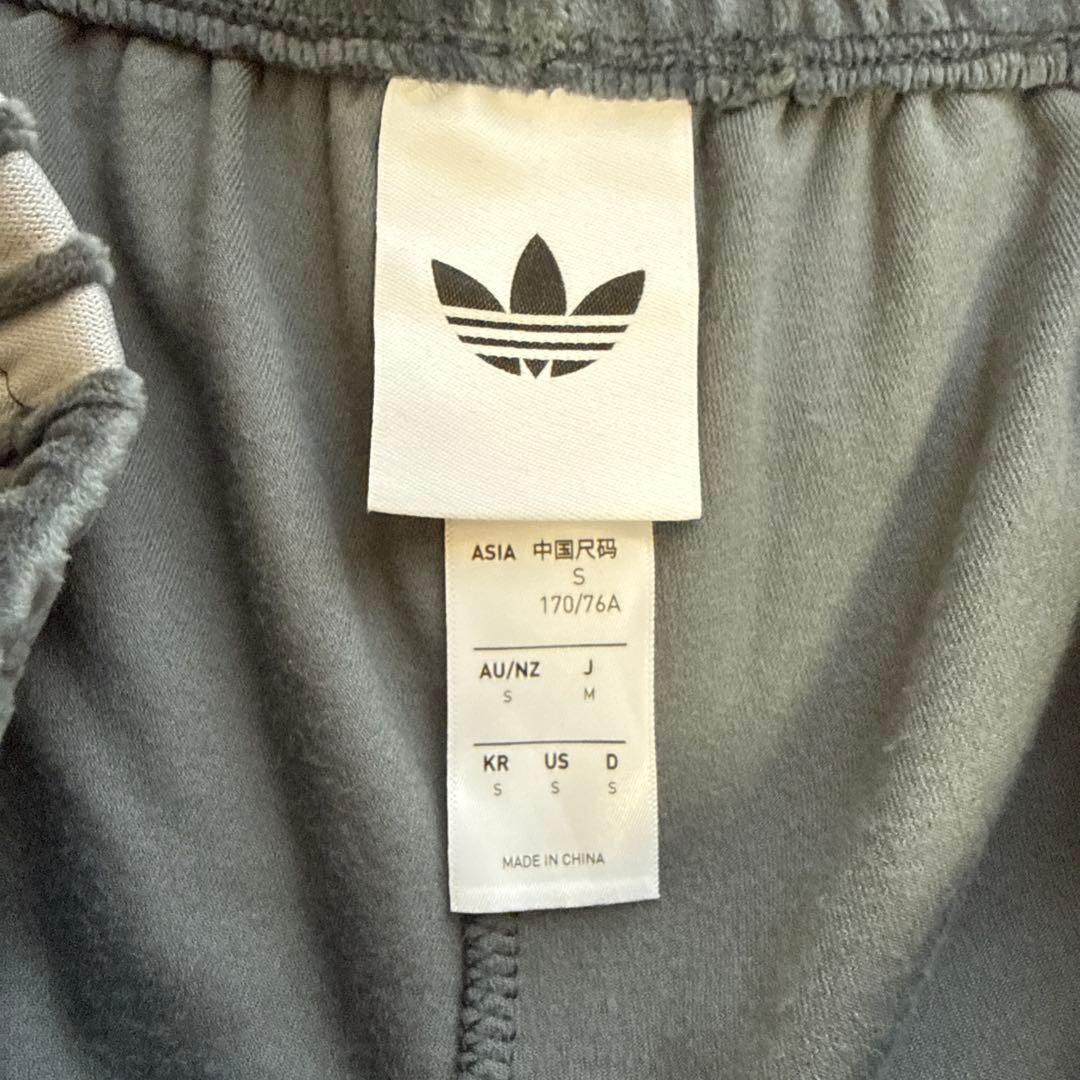 ASIA 中国尺码
S
170/76A
AU/NZ J
S M
KR US D
S S S
MADE IN CHINA